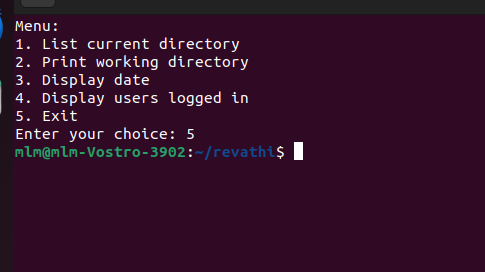 Menu:
1. List current directory
2. Print working directory
3. Display date
4. Display users logged in
5. Exit
Enter your choice: 5
mlm@mlm-Vostro-3902:~/revathi$